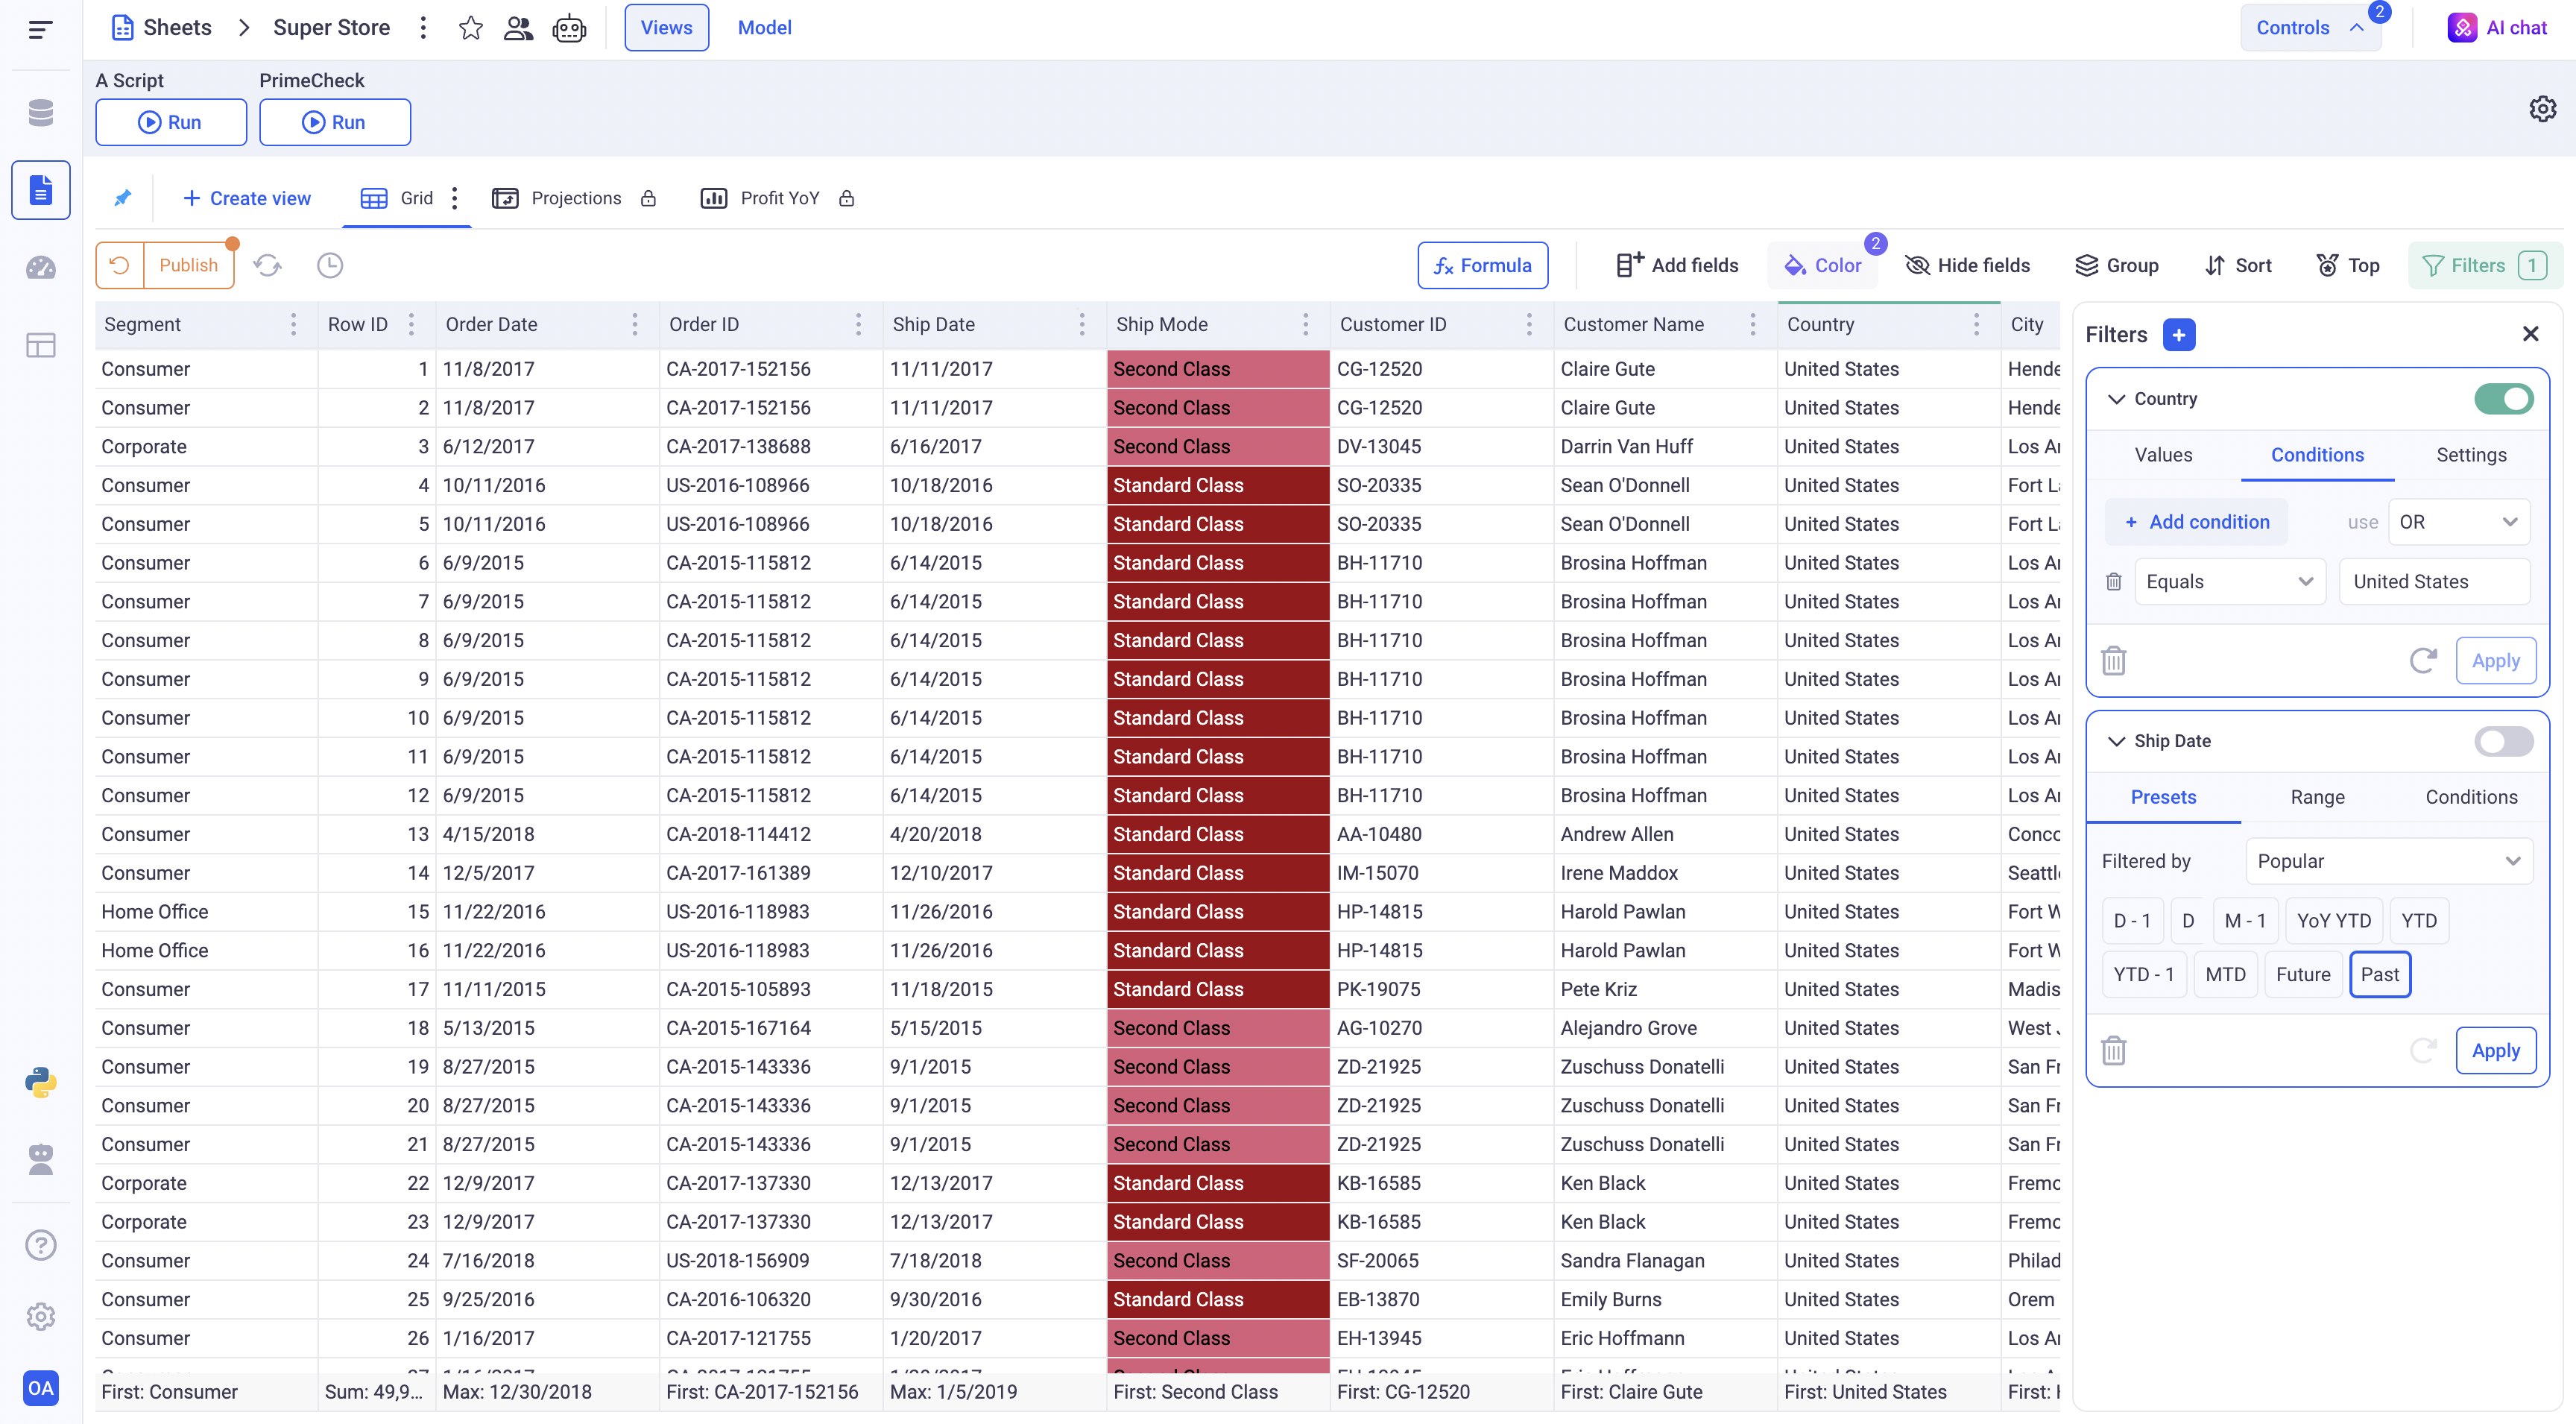 Sheets > Super Store Views Model Controls 2 AI chat
A Script PrimeCheck
Run Run
+ Create view Grid Projections Profit YoY
Publish fx Formula Add fields Color 2 Hide fields Group Sort Top Filters 1
Segment Row ID Order Date Order ID Ship Date Ship Mode Customer ID Customer Name Country City
Consumer 1 11/8/2017 CA-2017-152156 11/11/2017 Second Class CG-12520 Claire Gute United States Hende
Consumer 2 11/8/2017 CA-2017-152156 11/11/2017 Second Class CG-12520 Claire Gute United States Hende
Corporate 3 6/12/2017 CA-2017-138688 6/16/2017 Second Class DV-13045 Darrin Van Huff United States Los Ar
Consumer 4 10/11/2016 US-2016-108966 10/18/2016 Standard Class SO-20335 Sean O'Donnell United States Fort La
Consumer 5 10/11/2016 US-2016-108966 10/18/2016 Standard Class SO-20335 Sean O'Donnell United States Fort La
Consumer 6 6/9/2015 CA-2015-115812 6/14/2015 Standard Class BH-11710 Brosina Hoffman United States Los Ar
Consumer 7 6/9/2015 CA-2015-115812 6/14/2015 Standard Class BH-11710 Brosina Hoffman United States Los Ar
Consumer 8 6/9/2015 CA-2015-115812 6/14/2015 Standard Class BH-11710 Brosina Hoffman United States Los Ar
Consumer 9 6/9/2015 CA-2015-115812 6/14/2015 Standard Class BH-11710 Brosina Hoffman United States Los Ar
Consumer 10 6/9/2015 CA-2015-115812 6/14/2015 Standard Class BH-11710 Brosina Hoffman United States Los Ar
Consumer 11 6/9/2015 CA-2015-115812 6/14/2015 Standard Class BH-11710 Brosina Hoffman United States Los Ar
Consumer 12 6/9/2015 CA-2015-115812 6/14/2015 Standard Class BH-11710 Brosina Hoffman United States Los Ar
Consumer 13 4/15/2018 CA-2018-114412 4/20/2018 Standard Class AA-10480 Andrew Allen United States Conco
Consumer 14 12/5/2017 CA-2017-161389 12/10/2017 Standard Class IM-15070 Irene Maddox United States Seattle
Home Office 15 11/22/2016 US-2016-118983 11/26/2016 Standard Class HP-14815 Harold Pawlan United States Fort W
Home Office 16 11/22/2016 US-2016-118983 11/26/2016 Standard Class HP-14815 Harold Pawlan United States Fort W
Consumer 17 11/11/2015 CA-2015-105893 11/18/2015 Standard Class PK-19075 Pete Kriz United States Madis
Consumer 18 5/13/2015 CA-2015-167164 5/15/2015 Second Class AG-10270 Alejandro Grove United States West
Consumer 19 8/27/2015 CA-2015-143336 9/1/2015 Second Class ZD-21925 Zuschuss Donatelli United States San Fr
Consumer 20 8/27/2015 CA-2015-143336 9/1/2015 Second Class ZD-21925 Zuschuss Donatelli United States San Fr
Consumer 21 8/27/2015 CA-2015-143336 9/1/2015 Second Class ZD-21925 Zuschuss Donatelli United States San Fr
Corporate 22 12/9/2017 CA-2017-137330 12/13/2017 Standard Class KB-16585 Ken Black United States Fremo
Corporate 23 12/9/2017 CA-2017-137330 12/13/2017 Standard Class KB-16585 Ken Black United States Fremo
Consumer 24 7/16/2018 US-2018-156909 7/18/2018 Second Class SF-20065 Sandra Flanagan United States Philad
Consumer 25 9/25/2016 CA-2016-106320 9/30/2016 Standard Class EB-13870 Emily Burns United States Orem
Consumer 26 1/16/2017 CA-2017-121755 1/20/2017 Second Class EH-13945 Eric Hoffmann United States Los Ar
First: Consumer Sum: 49,9... Max: 12/30/2018 First: CA-2017-152156 Max: 1/5/2019 First: Second Class First: CG-12520 First: Claire Gute First: United States First:
Filters +
Country
Values Conditions Settings
+ Add condition use OR
Equals United States
Apply
Ship Date
Presets Range Conditions
Filtered by Popular
D - 1 D M - 1 YoY YTD YTD
YTD - 1 MTD Future Past
Apply
OA